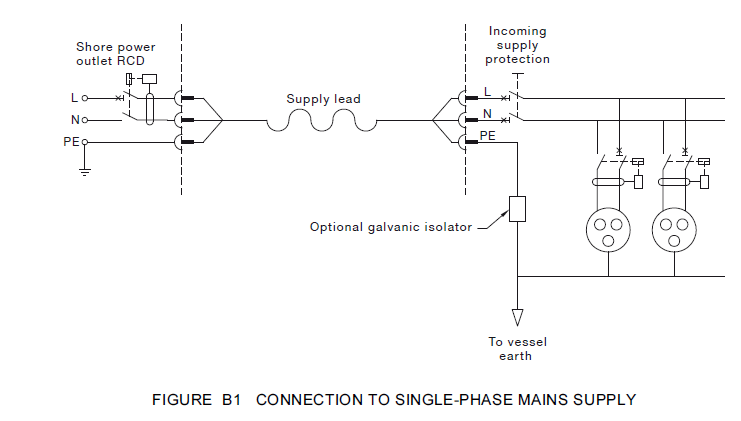 Shore power
outlet RCD
Incoming
supply
protection
L
N
PE
Supply lead
L
N
PE
Optional galvanic isolator
To vessel
earth
FIGURE B1 CONNECTION TO SINGLE-PHASE MAINS SUPPLY